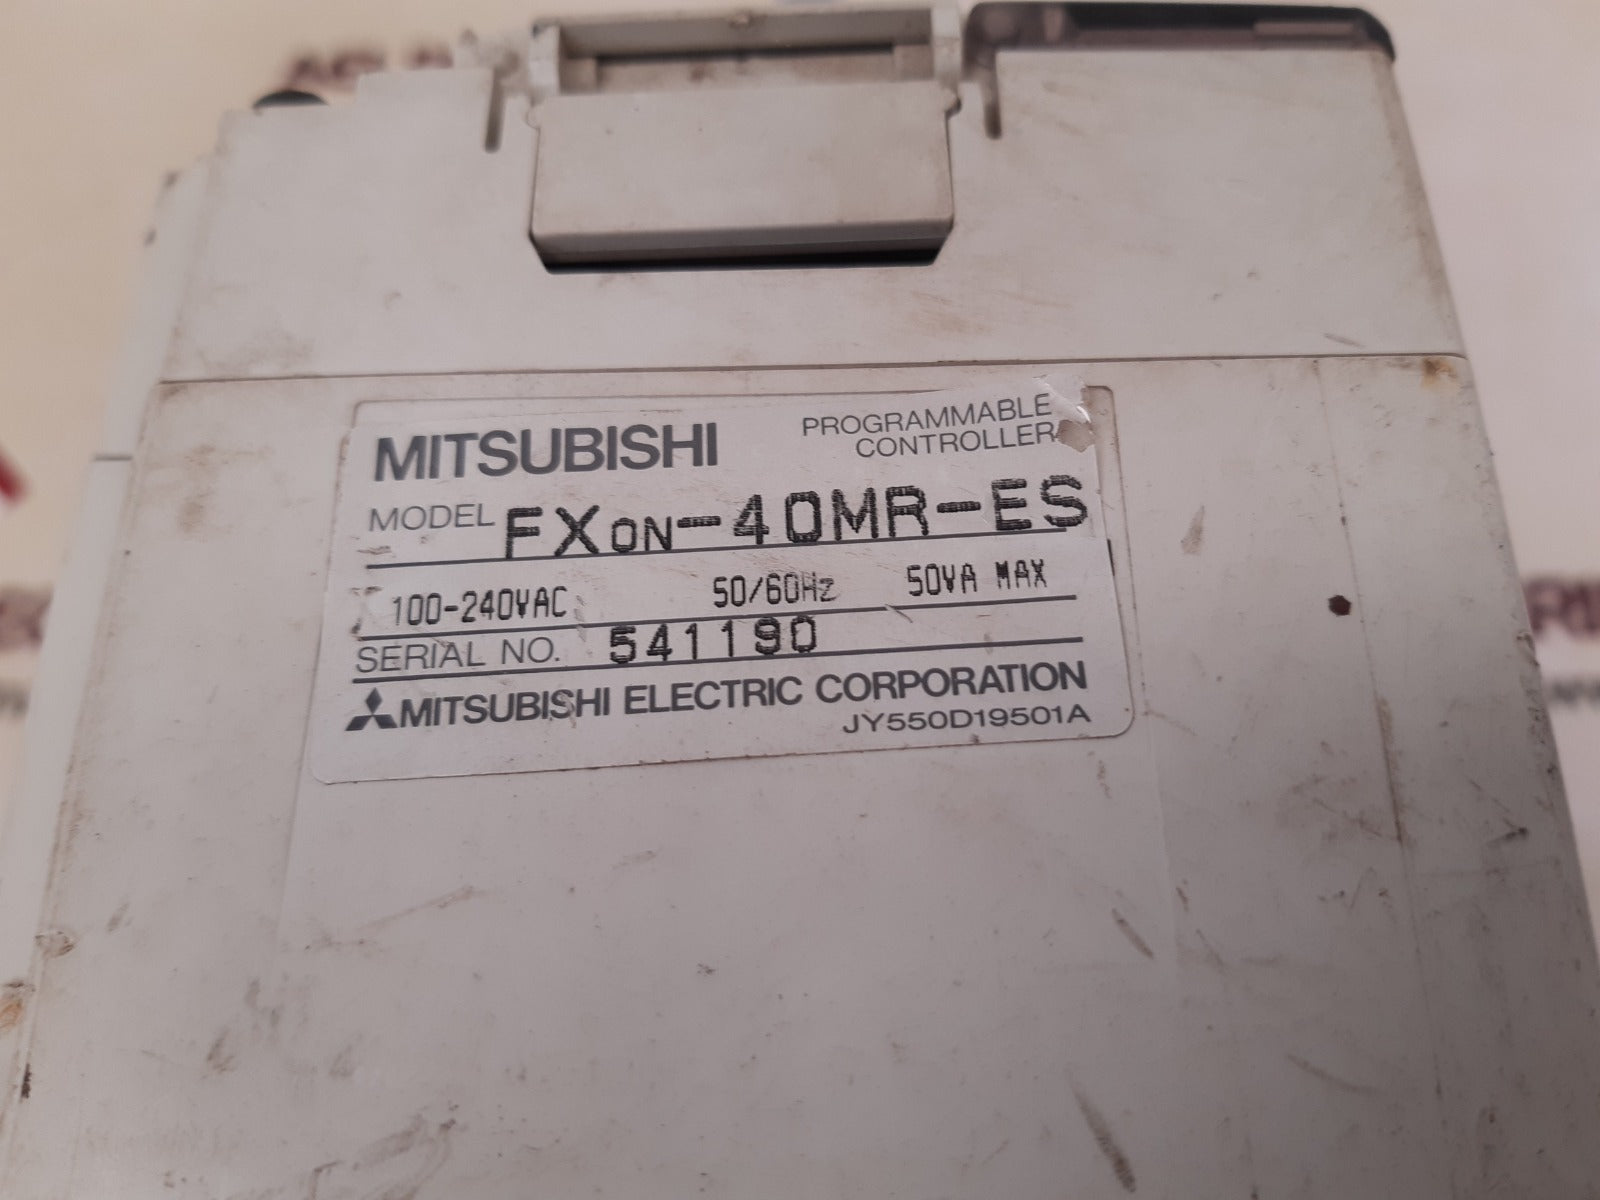 MITSUBISHI
PROGRAMMABLE
CONTROLLER
MODEL FX0N-40MR-ES
100-240VAC 50/60Hz 50VA MAX
SERIAL NO. 541190
MITSUBISHI ELECTRIC CORPORATION
JY550D19501A